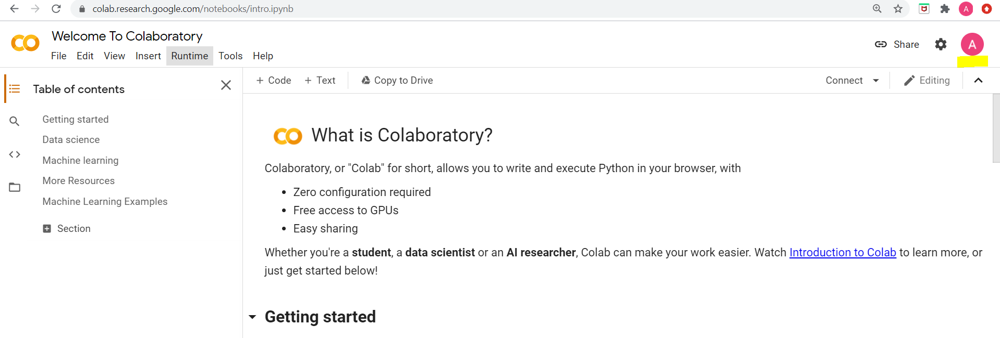 colab.research.google.com/notebooks/intro.ipynb
A
Welcome To Colaboratory
File Edit View Insert Runtime Tools Help
Share
A
Table of contents
+ Code + Text Copy to Drive
Connect Editing
Getting started
Data science
Machine learning
More Resources
Machine Learning Examples
Section
What is Colaboratory?
Colaboratory, or "Colab" for short, allows you to write and execute Python in your browser, with
• Zero configuration required
• Free access to GPUs
• Easy sharing
Whether you're a student, a data scientist or an AI researcher, Colab can make your work easier. Watch Introduction to Colab to learn more, or
just get started below!
Getting started